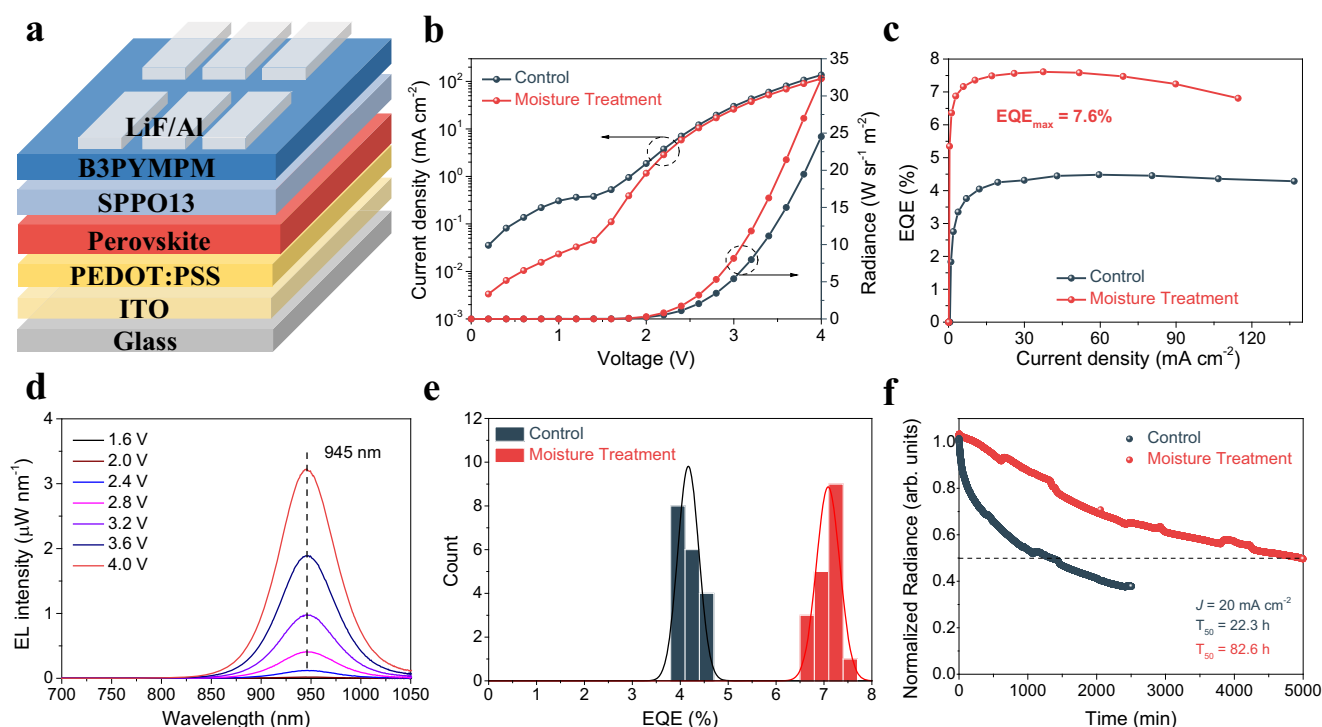 a
LiF/Al
B3PYMPM
SPPO13
Perovskite
PEDOT:PSS
ITO
Glass
b
Control
Moisture Treatment
10² 10¹ 10⁰ 10⁻¹ 10⁻² 10⁻³
Current density (mA cm⁻²)
35 30 25 20 15 10 5 0
Radiance (W sr⁻¹ m⁻²)
0 1 2 3 4
Voltage (V)
c
8 7 6 5 4 3 2 1 0
EQE (%)
EQEmax = 7.6%
Control
Moisture Treatment
0 30 60 90 120
Current density (mA cm⁻²)
d
4 3 2 1 0
EL intensity (μW nm⁻¹)
1.6 V
2.0 V
2.4 V
2.8 V
3.2 V
3.6 V
4.0 V
945 nm
700 750 800 850 900 950 1000 1050
Wavelength (nm)
e
12 10 8 6 4 2 0
Count
Control
Moisture Treatment
0 1 2 3 4 5 6 7 8
EQE (%)
f
1.0 0.8 0.6 0.4 0.2 0.0
Normalized Radiance (arb. units)
Control
Moisture Treatment
J = 20 mA cm⁻²
T₅₀ = 22.3 h
T₅₀ = 82.6 h
0 1000 2000 3000 4000 5000
Time (min)